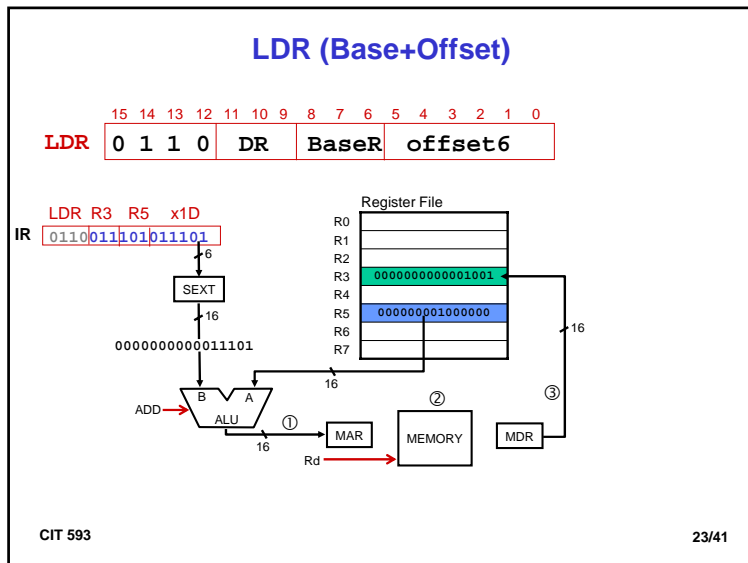 LDR (Base+Offset)
15 14 13 12 11 10 9 8 7 6 5 4 3 2 1 0
LDR 0 1 1 0 DR BaseR offset6
LDR R3 R5 x1D
IR 0110011101011101
6
SEXT
16
0000000000011101
Register File
R0
R1
R2
R3 0000000000001001
R4
R5 000000001000000
R6
R7
16
16
B A
ADD
ALU
①
16
MAR
②
MEMORY
Rd
③
MDR
CIT 593
23/41